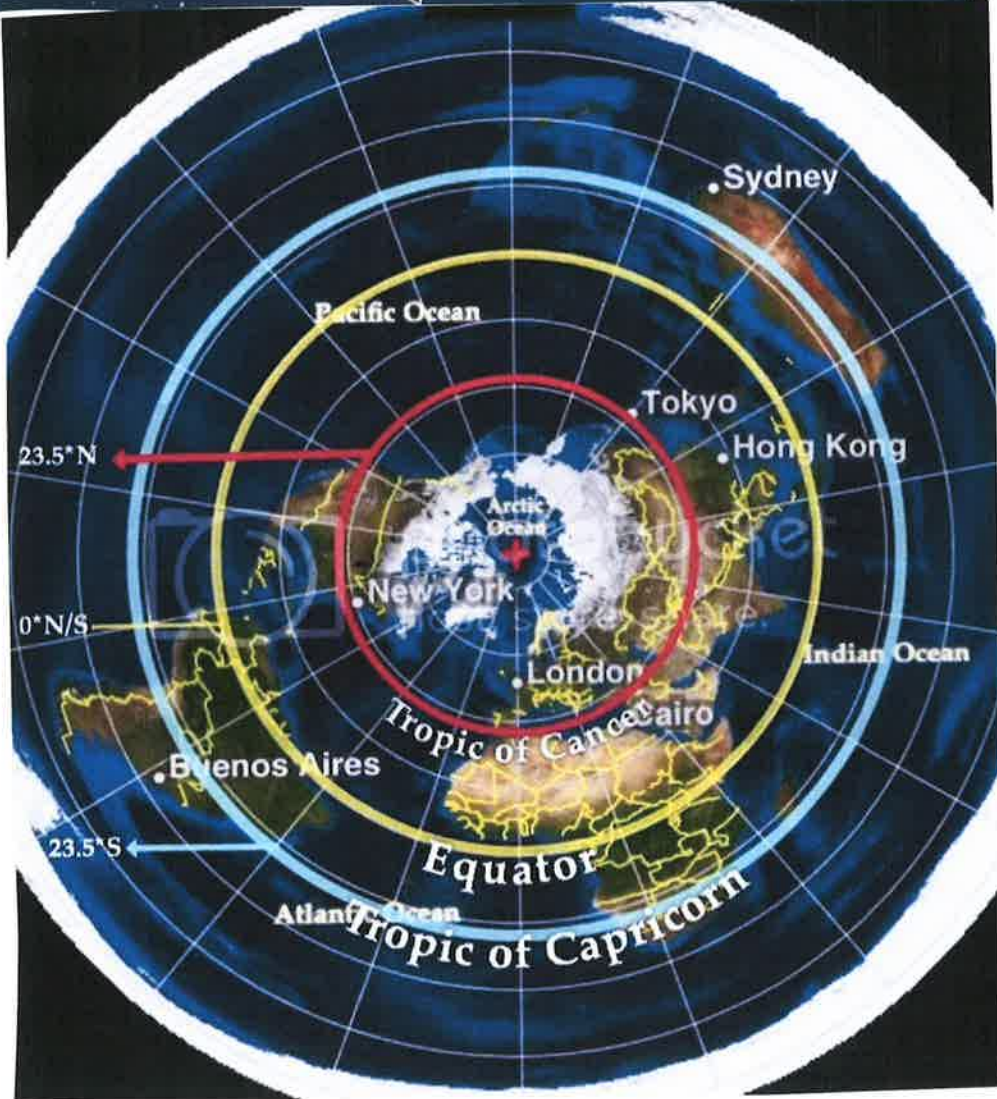 Sydney
Pacific Ocean
Tokyo
Hong Kong
23.5*N
Arctic
Ocean
New York
0*N/S
Indian Ocean
London
Cairo
Tropic of Cancer
Buenos Aires
23.5*S
Equator
Atlantic Ocean
Tropic of Capricorn